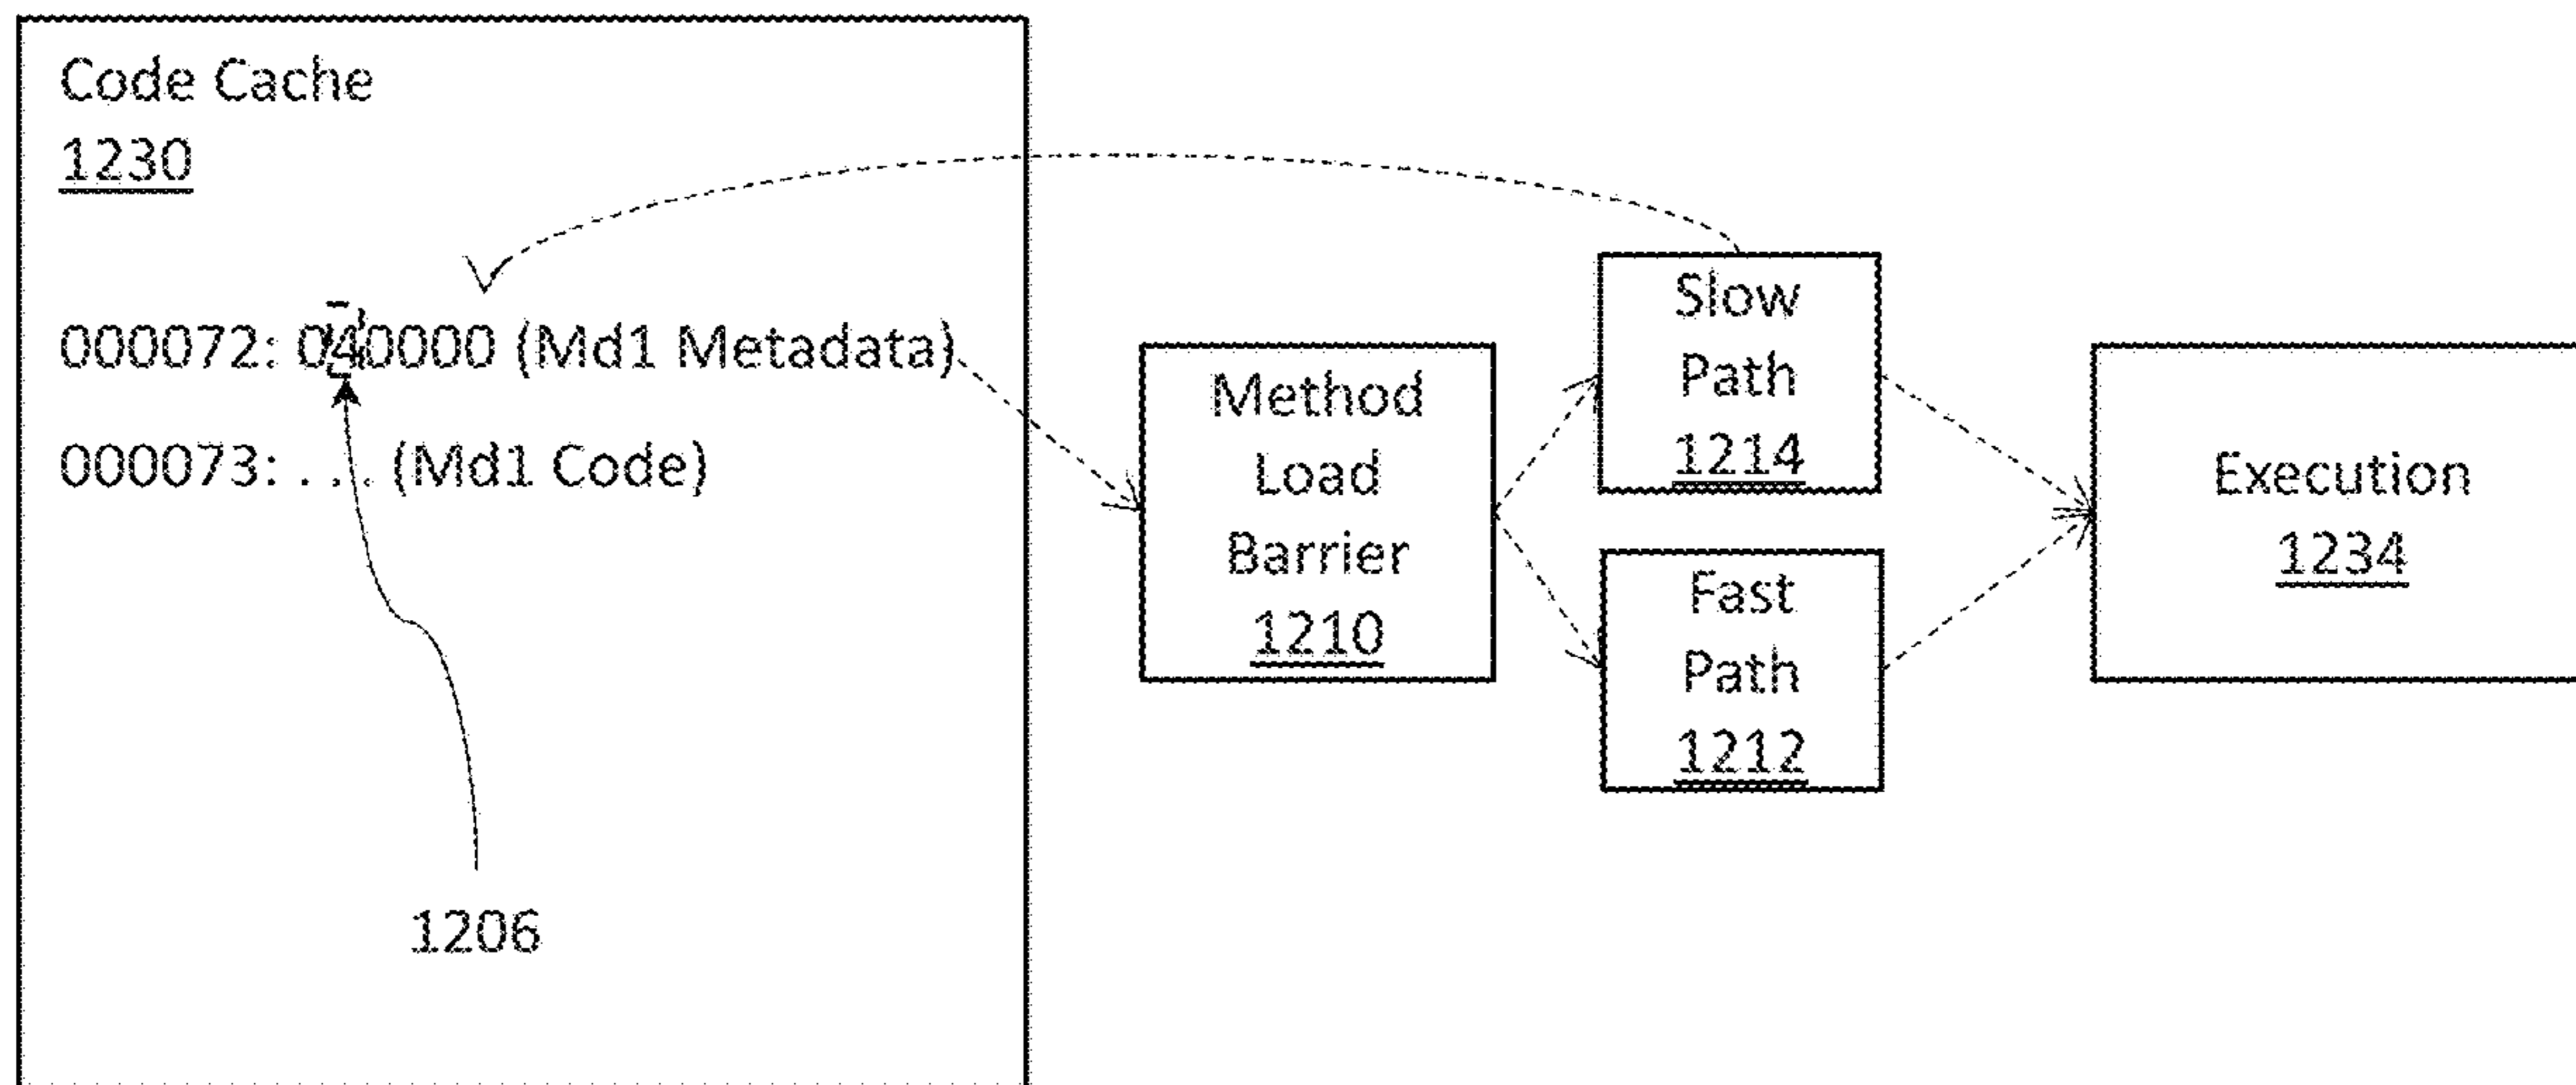 Code Cache
1230
000072: 040000 (Md1 Metadata)
000073: . . . (Md1 Code)
1206
Method
Load
Barrier
1210
Slow
Path
1214
Fast
Path
1212
Execution
1234